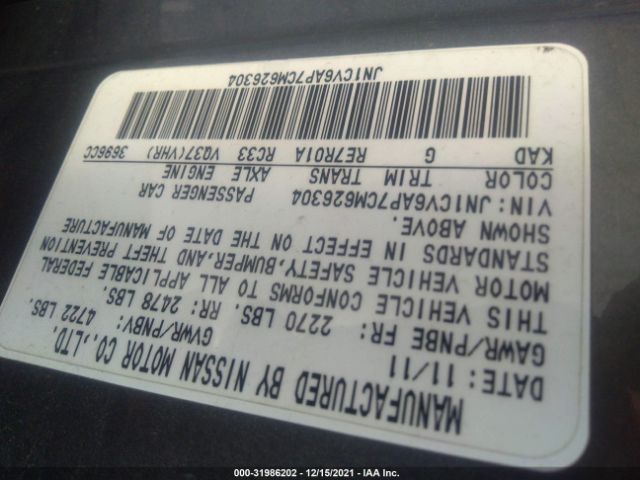 MANUFACTURED BY NISSAN MOTOR CO.,LTD.
DATE: 11/11 GVWR/PNBV: 4722 LBS.
GAWR/PNBE FR: 2270 LBS. RR: 2478 LBS.
THIS VEHICLE CONFORMS TO ALL APPLICABLE FEDERAL
MOTOR VEHICLE SAFETY,BUMPER,AND THEFT PREVENTION
STANDARDS IN EFFECT ON THE DATE OF MANUFACTURE
SHOWN ABOVE.
VIN:JN1CV6AP7CM626304 PASSENGER CAR
COLOR TRIM TRANS AXLE ENGINE
KAD G RE7R01A RC33 VQ37(VHR) 3696CC
JN1CV6AP7CM626304
000-31986202 - 12/15/2021 - IAA Inc.